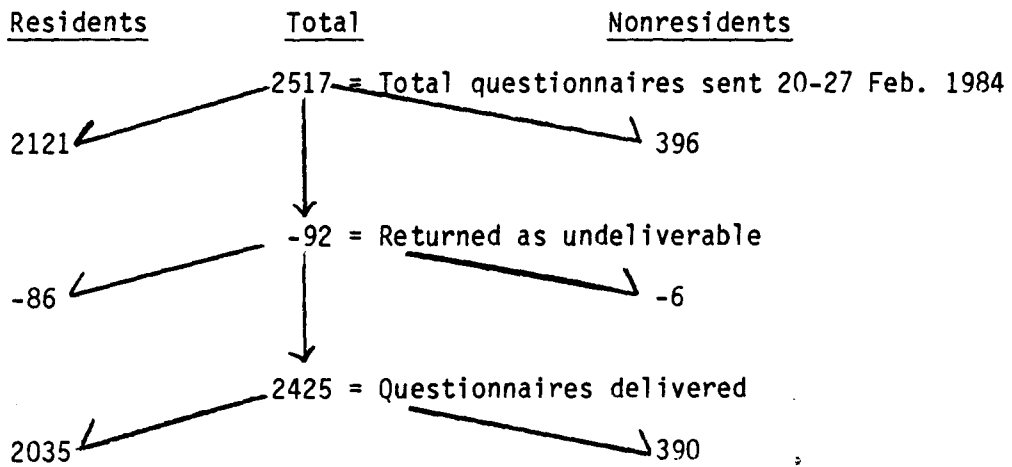 Residents Total Nonresidents
2517 = Total questionnaires sent 20-27 Feb. 1984
2121 396
-92 = Returned as undeliverable
-86 -6
2425 = Questionnaires delivered
2035 390